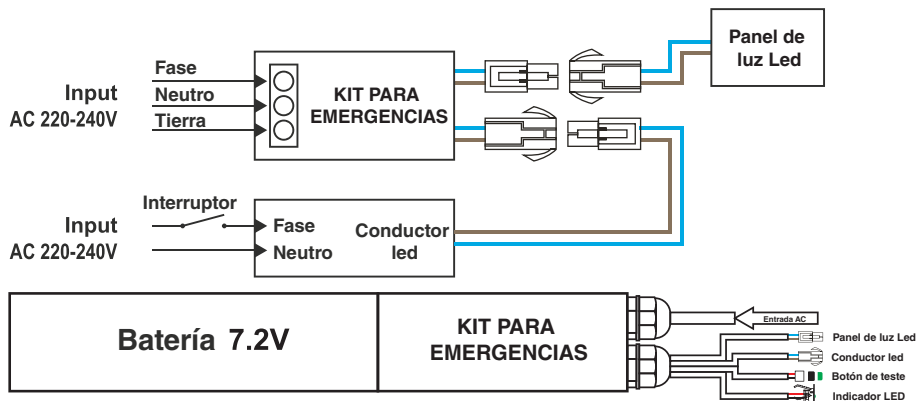 Panel de
luz Led
Fase
Input
Neutro
AC 220-240V
Tierra
KIT PARA
EMERGENCIAS
Interruptor
Input
AC 220-240V
Fase
Neutro
Conductor
led
Batería 7.2V
KIT PARA
EMERGENCIAS
Entrada AC
Panel de luz Led
Conductor led
Botón de teste
Indicador LED